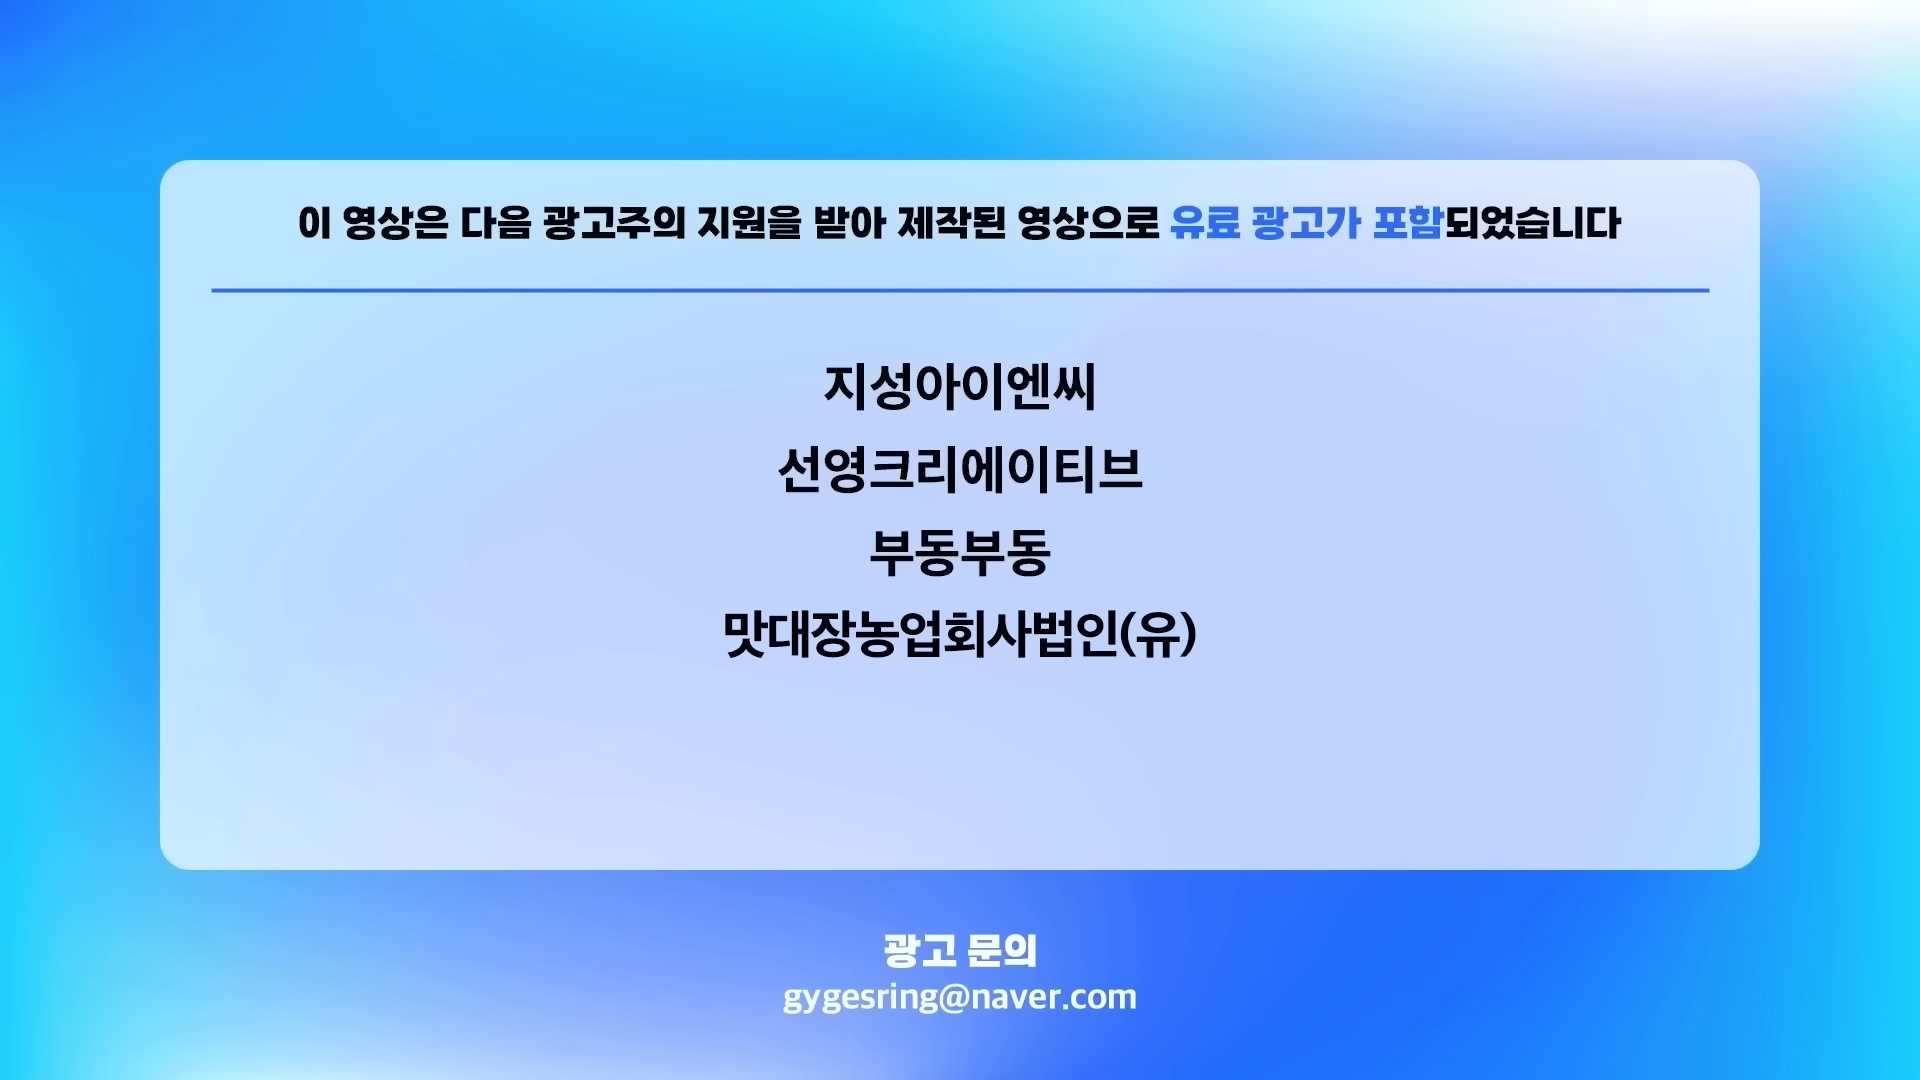 이 영상은 다음 광고주의 지원을 받아 제작된 영상으로 유료 광고가 포함되었습니다
지성아이엔씨
선영크리에이티브
부동부동
맛대장농업회사법인(유)
광고 문의
gygesring@naver.com